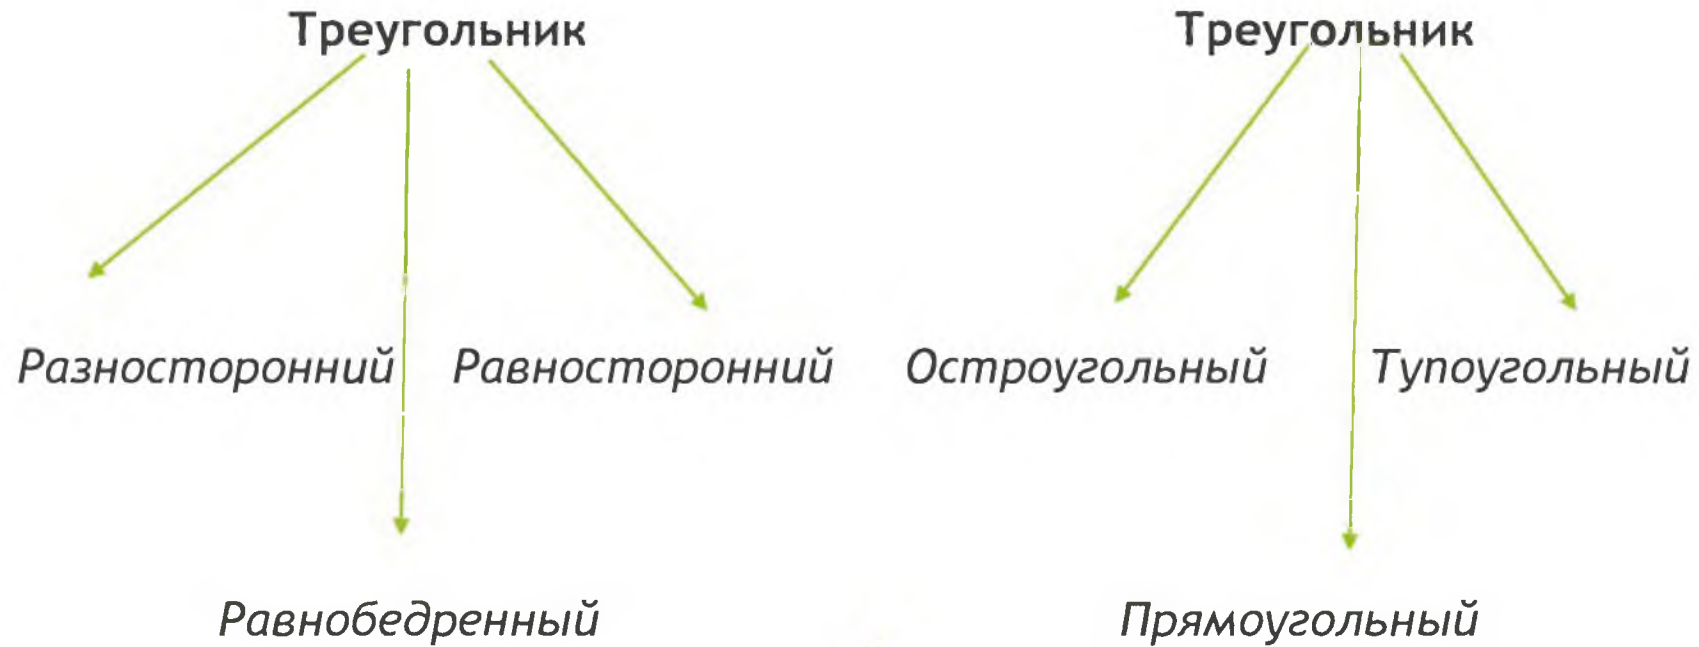 Треугольник
Треугольник
Разносторонний
Равносторонний
Остроугольный
Тупоугольный
Равнобедренный
Прямоугольный